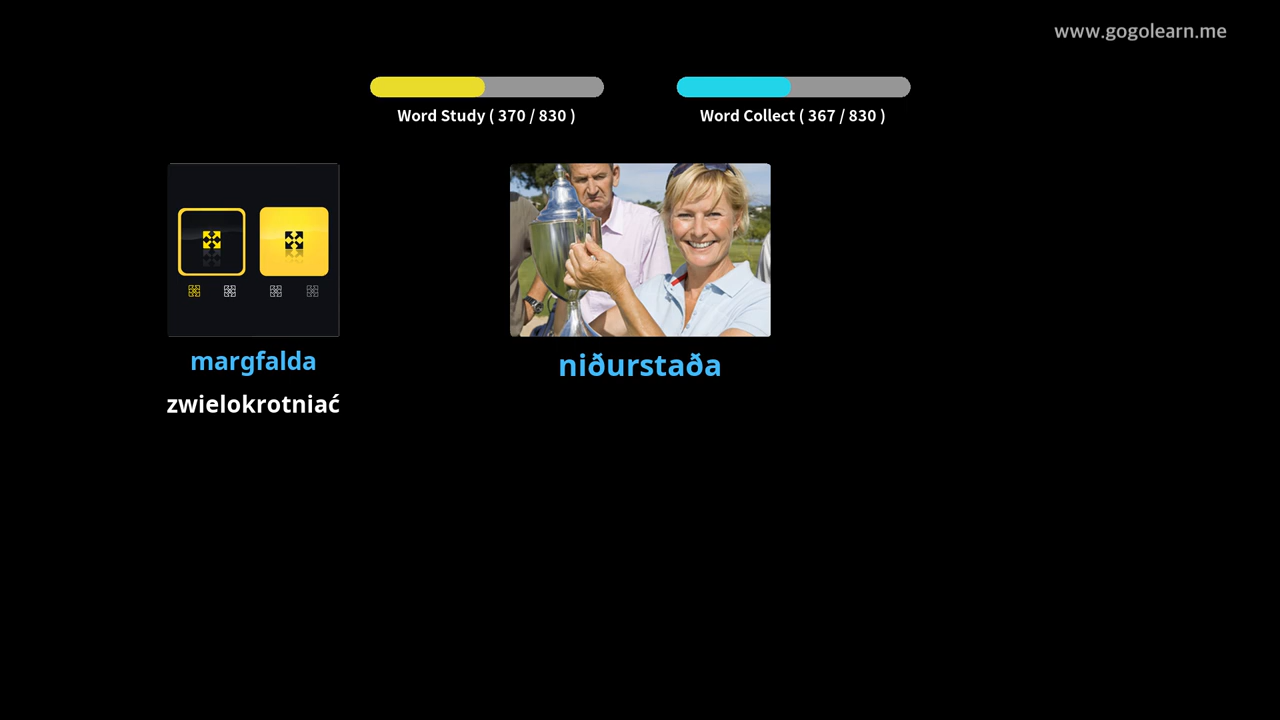 www.gogolearn.me
Word Study ( 370 / 830 )
Word Collect ( 367 / 830 )
margfalda
zwielokrotniać
niðurstaða